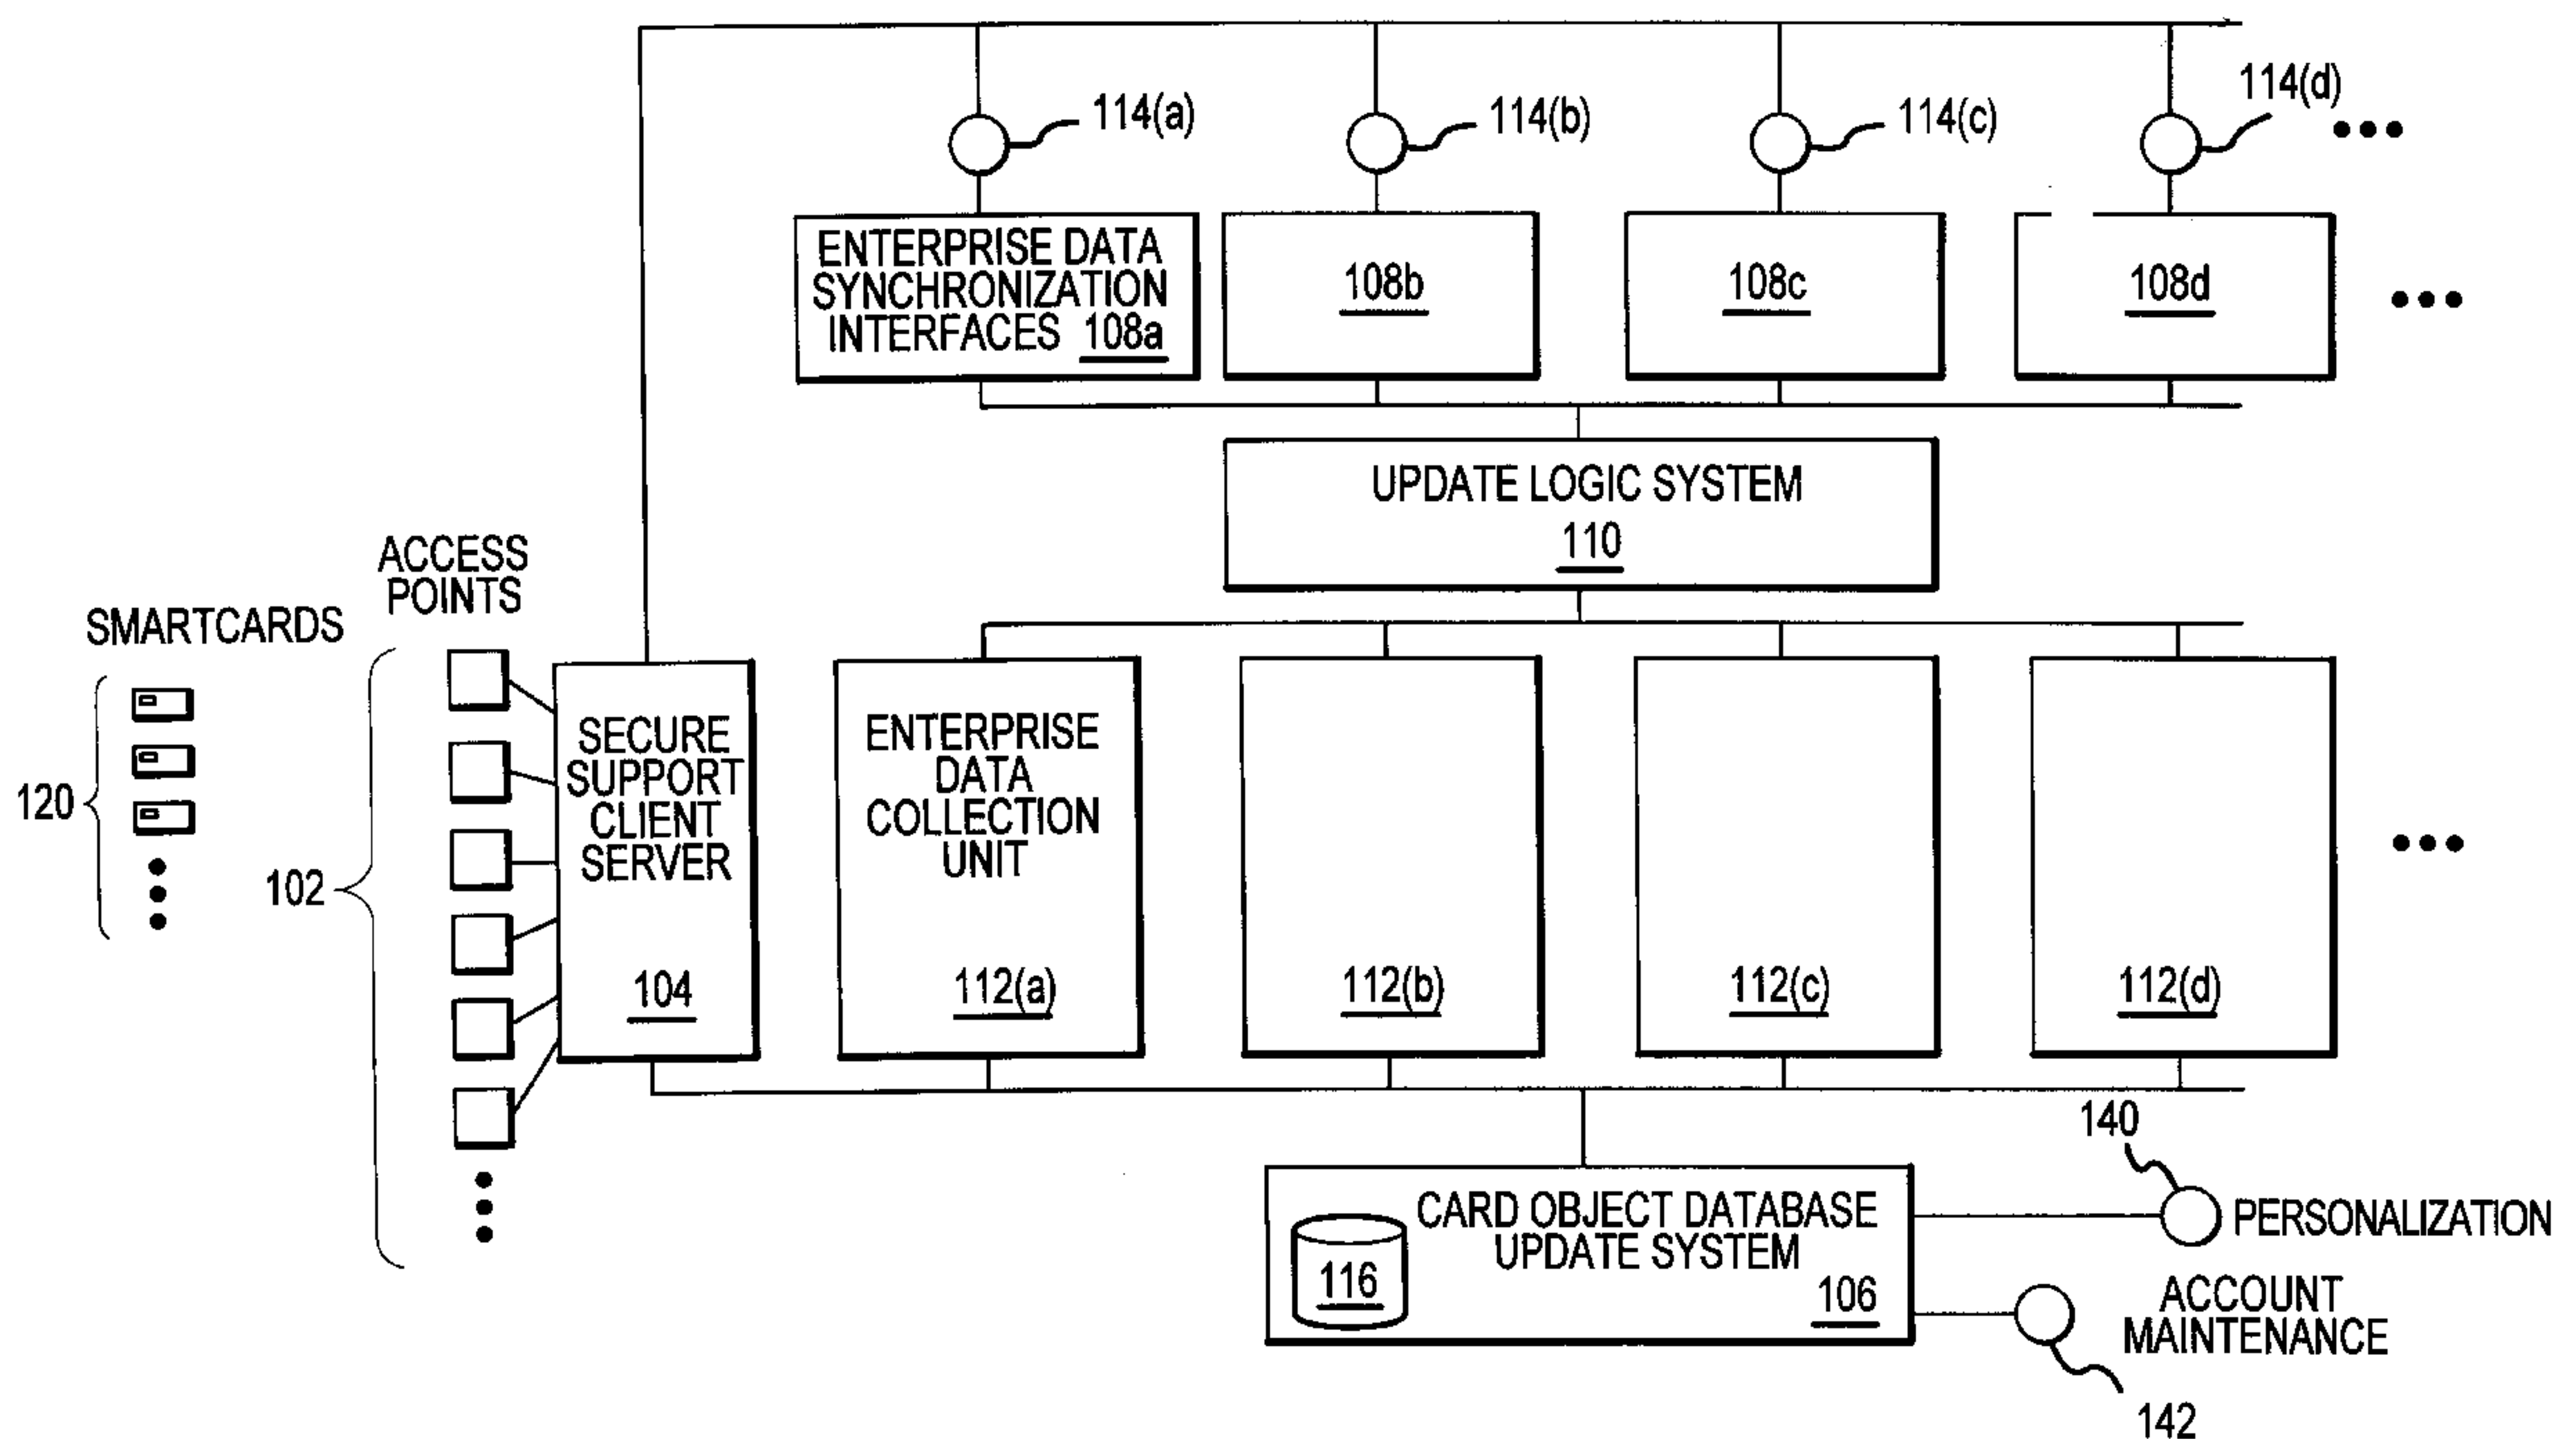 114(a)
114(b)
114(c)
114(d)
ENTERPRISE DATA
SYNCHRONIZATION
INTERFACES 108a
108b
108c
108d
UPDATE LOGIC SYSTEM
110
ACCESS
POINTS
SMARTCARDS
120
102
SECURE
SUPPORT
CLIENT
SERVER
104
ENTERPRISE
DATA
COLLECTION
UNIT
112(a)
112(b)
112(c)
112(d)
CARD OBJECT DATABASE
UPDATE SYSTEM
116
106
140
PERSONALIZATION
ACCOUNT
MAINTENANCE
142